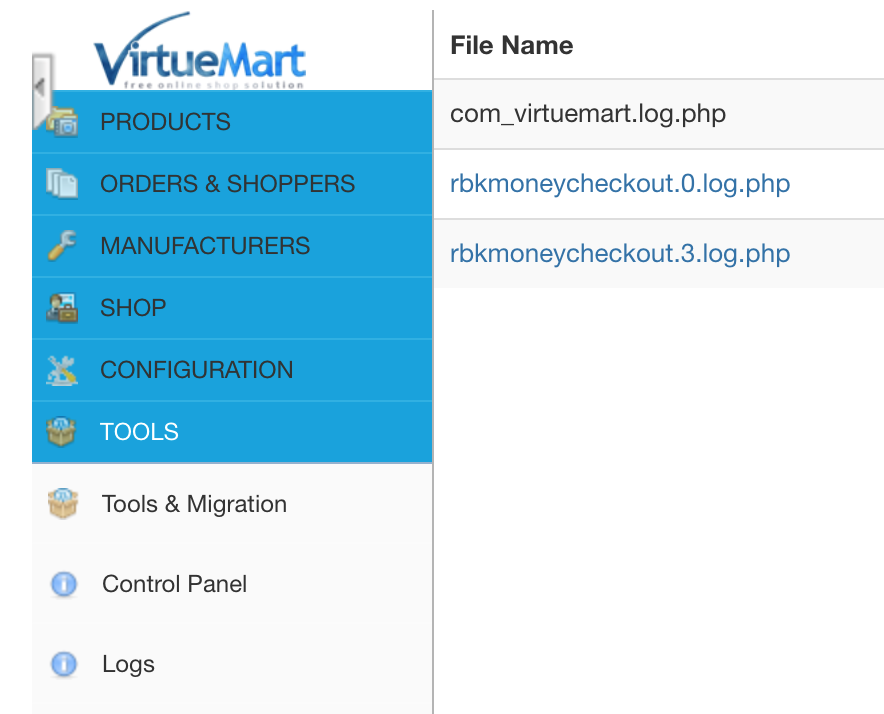 VirtueMart
free online shop solution
PRODUCTS
ORDERS & SHOPPERS
MANUFACTURERS
SHOP
CONFIGURATION
TOOLS
Tools & Migration
Control Panel
Logs
File Name
com_virtuemart.log.php
rbkmoneycheckout.0.log.php
rbkmoneycheckout.3.log.php